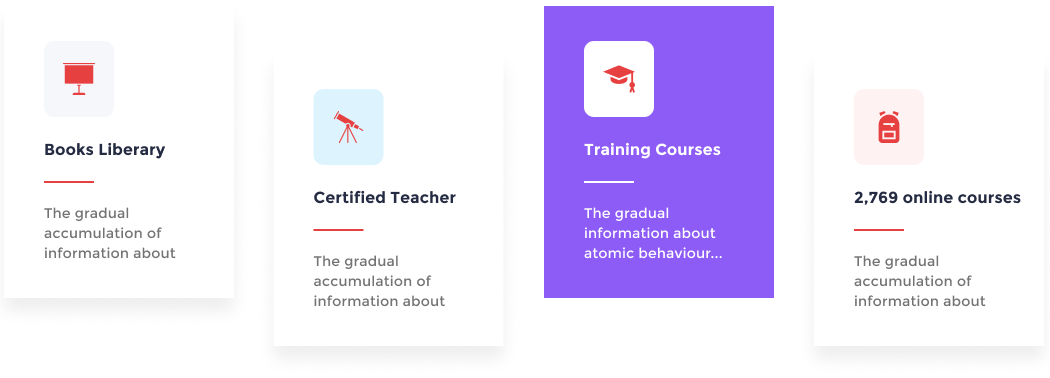 Books Liberary
The gradual
accumulation of
information about
Certified Teacher
The gradual
accumulation of
information about
Training Courses
The gradual
information about
atomic behaviour...
2,769 online courses
The gradual
accumulation of
information about